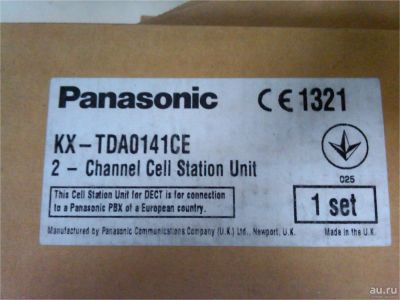 Panasonic CE 1321
KX-TDA0141CE
2 - Channel Cell Station Unit
025
This Cell Station Unit for DECT is for connection
to a Panasonic PBX of a European country.
1 set
Manufactured by Panasonic Communications Company (U.K.) Ltd., Newport, U.K. Made in the U.K.
au.ru